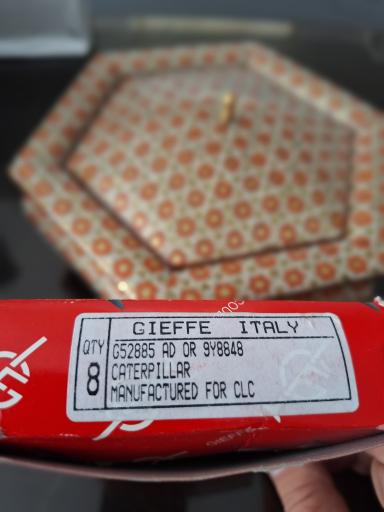 GIEFFE ITALY
QTY
8
G52885 AD OR 9Y8848
CATERPILLAR
MANUFACTURED FOR CLC